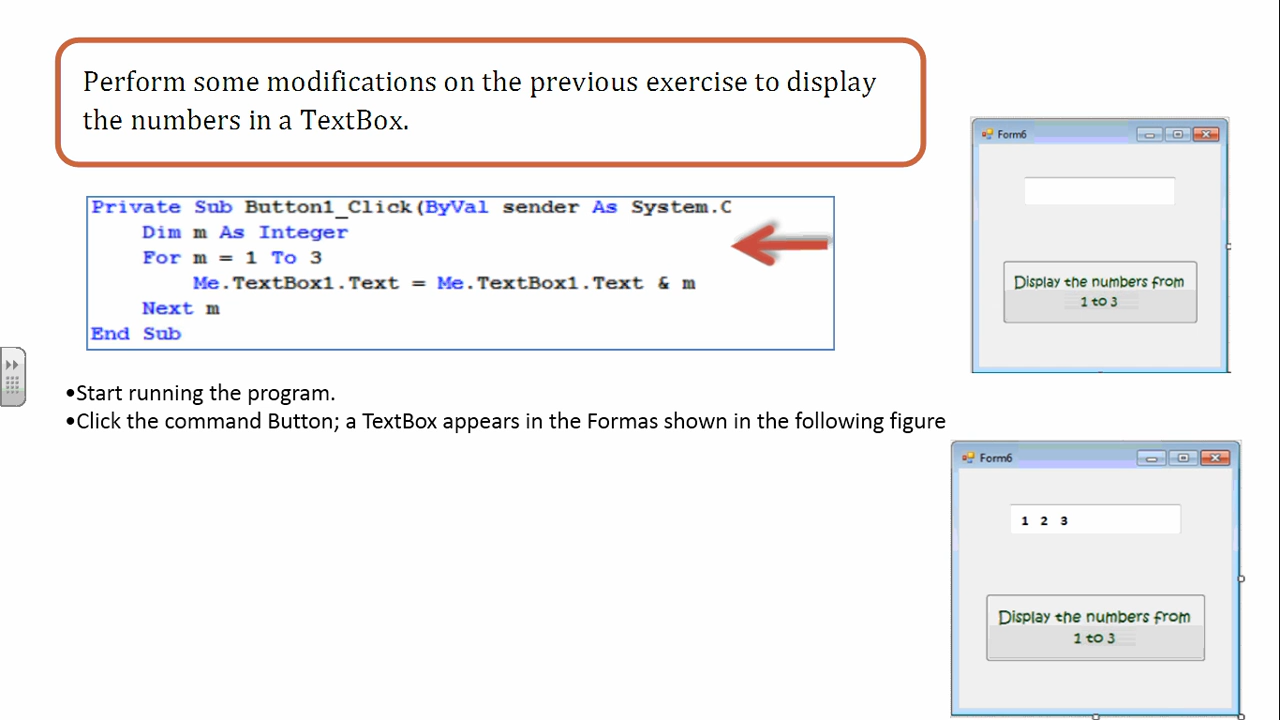 Perform some modifications on the previous exercise to display
the numbers in a TextBox.
Private Sub Button1_Click(ByVal sender As System.C
Dim m As Integer
For m = 1 To 3
Me.TextBox1.Text = Me.TextBox1.Text & m
Next m
End Sub
Form6
Display the numbers from
1 to 3
•Start running the program.
•Click the command Button; a TextBox appears in the Formas shown in the following figure
Form6
1 2 3
Display the numbers from
1 to 3